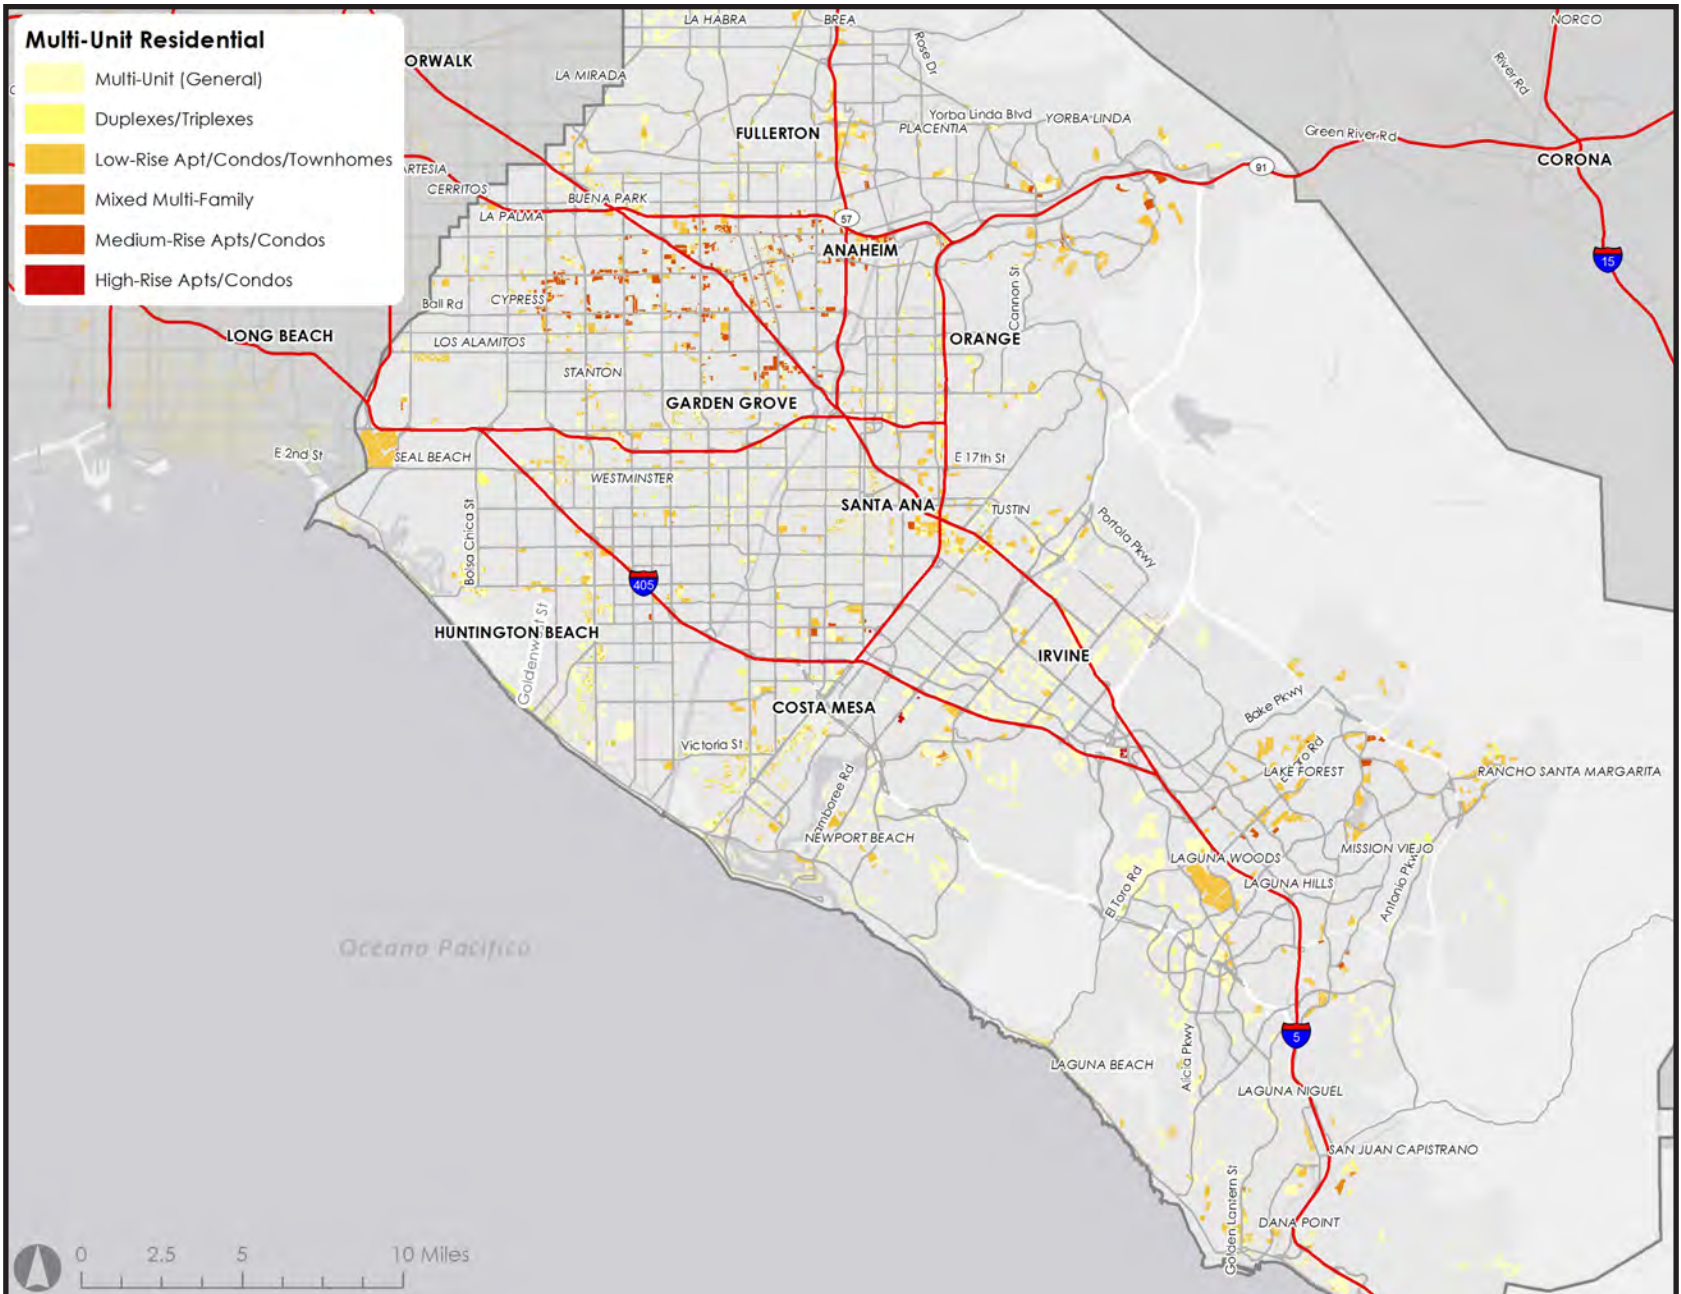 Multi-Unit Residential
Multi-Unit (General)
Duplexes/Triplexes
Low-Rise Apt/Condos/Townhomes
Mixed Multi-Family
Medium-Rise Apts/Condos
High-Rise Apts/Condos
LA HABRA
BREA
NORCO
ORWALK
LA MIRADA
Rose Dr
River Rd
FULLERTON
Yorba Linda Blvd
PLACENTIA
YORBA LINDA
Green River Rd
CORONA
ARTESIA
CERRITOS
91
BUENA PARK
LA PALMA
57
ANAHEIM
15
Ball Rd
CYPRESS
Cannon St
LONG BEACH
LOS ALAMITOS
ORANGE
STANTON
GARDEN GROVE
E 2nd St
SEAL BEACH
E 17th St
WESTMINSTER
SANTA ANA
TUSTIN
Bolsa Chica St
Portola Pkwy
405
HUNTINGTON BEACH
Goldenwest St
IRVINE
COSTA MESA
Bake Pkwy
Victoria St
El Toro Rd
LAKE FOREST
RANCHO SANTA MARGARITA
Jamboree Rd
NEWPORT BEACH
MISSION VIEJO
LAGUNA WOODS
LAGUNA HILLS
El Toro Rd
Antonio Pkwy
Oceano Pacifico
5
Alicia Pkwy
LAGUNA BEACH
LAGUNA NIGUEL
SAN JUAN CAPISTRANO
Golden Lantern St
DANA POINT
0 2.5 5 10 Miles